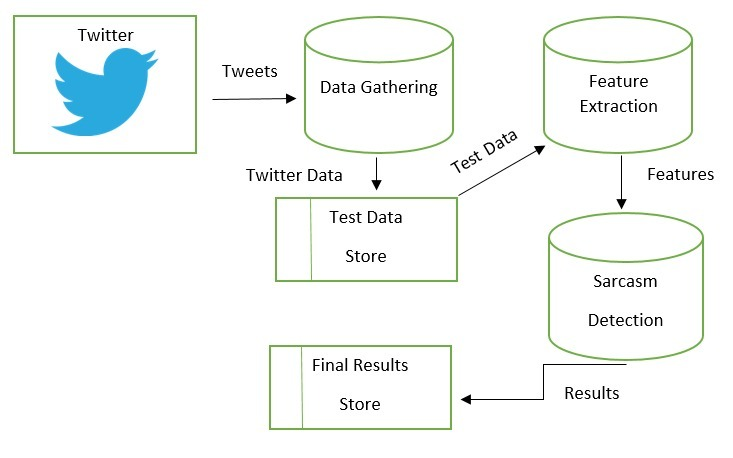 Twitter
Tweets
Data Gathering
Feature
Extraction
Twitter Data
Test Data
Features
Test Data
Store
Sarcasm
Detection
Final Results
Store
Results